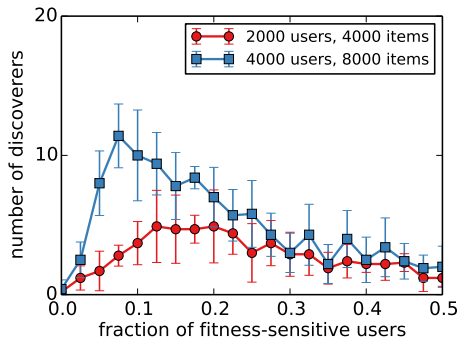 20
2000 users, 4000 items
4000 users, 8000 items
number of discoverers
10
0
0.0 0.1 0.2 0.3 0.4 0.5
fraction of fitness-sensitive users